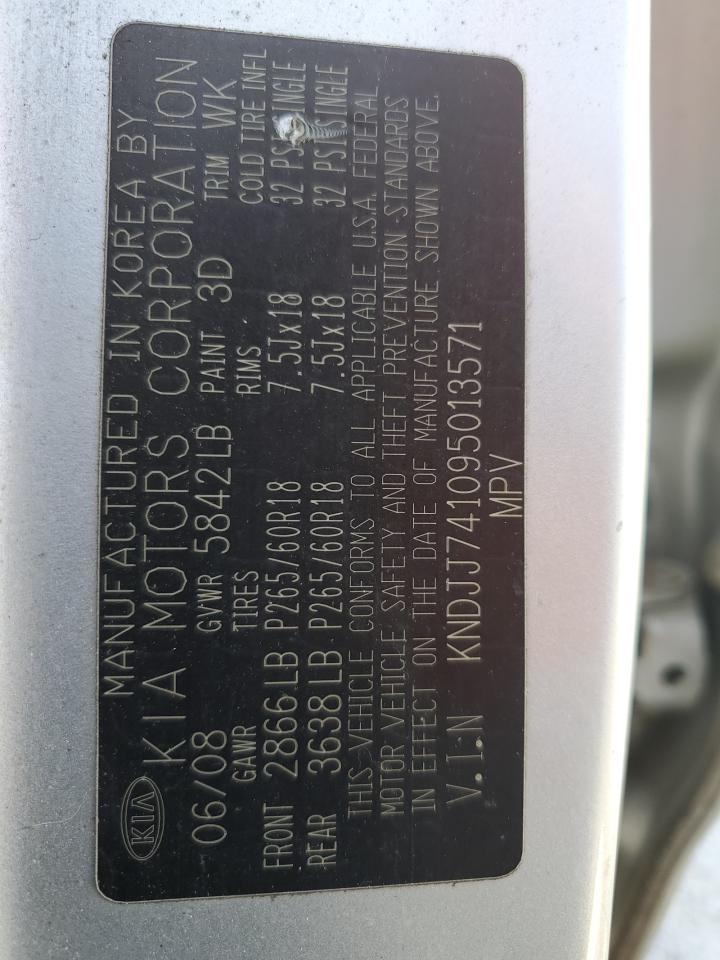 MANUFACTURED IN KOREA BY
KIA KIA MOTORS CORPORATION
06/08 GVWR 5842LB PAINT 3D TRIM WK
GAWR TIRES RIMS COLD TIRE INFL
FRONT 2866LB P265/60R18 7.5Jx18 32
REAR 3638LB P265/60R18 7.5Jx18 32 PSI SINGLE
THIS VEHICLE CONFORMS TO ALL APPLICABLE U.S.A. FEDERAL
MOTOR VEHICLE SAFETY AND THEFT PREVENTION STANDARDS
IN EFFECT ON THE DATE OF MANUFACTURE SHOWN ABOVE.
V.I.N KNDJJ741095013571
MPV